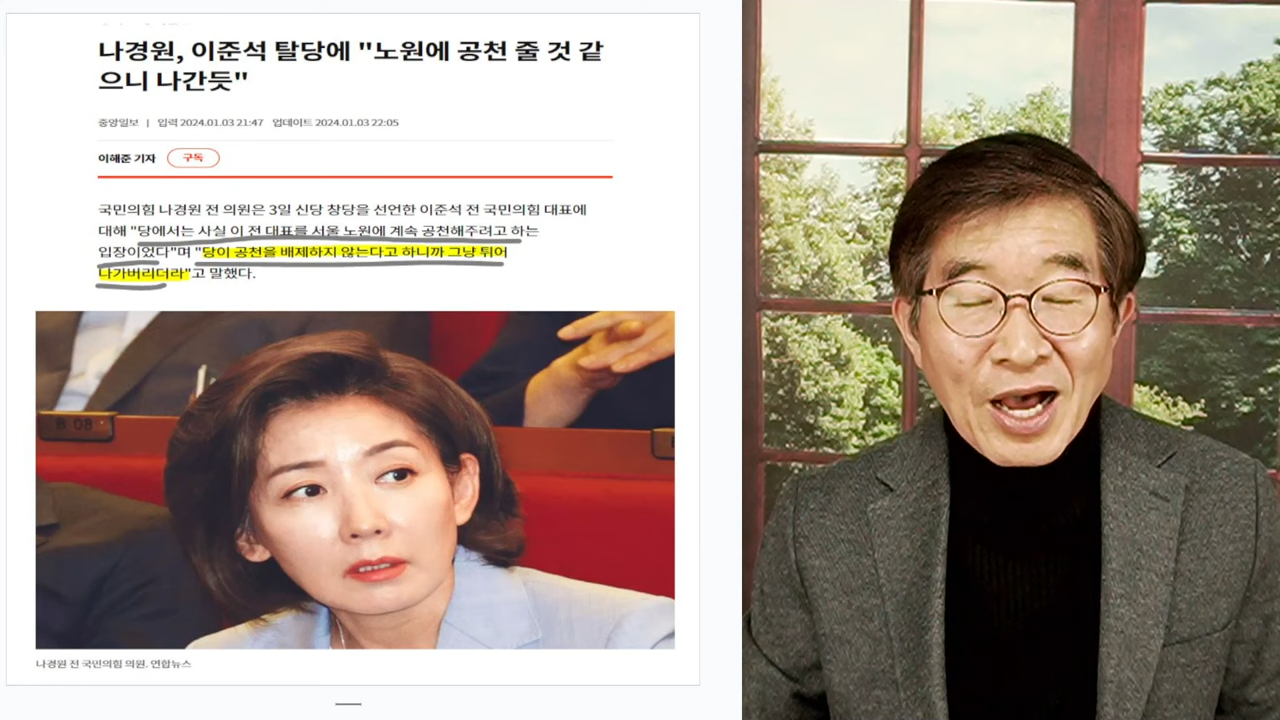 나경원, 이준석 탈당에 "노원에 공천 줄 것 같
으니 나간듯"
중앙일보 | 입력 2024.01.03 21:47 업데이트 2024.01.03 22:05
이해준 기자 구독
국민의힘 나경원 전 의원은 3일 신당 창당을 선언한 이준석 전 국민의힘 대표에
대해 "당에서는 사실 이 전 대표를 서울 노원에 계속 공천해주려고 하는
입장이었다"며 "당이 공천을 배제하지 않는다고 하니까 그냥 튀어
나가버리더라"고 말했다.
B 08
나경원 전 국민의힘 의원. 연합뉴스